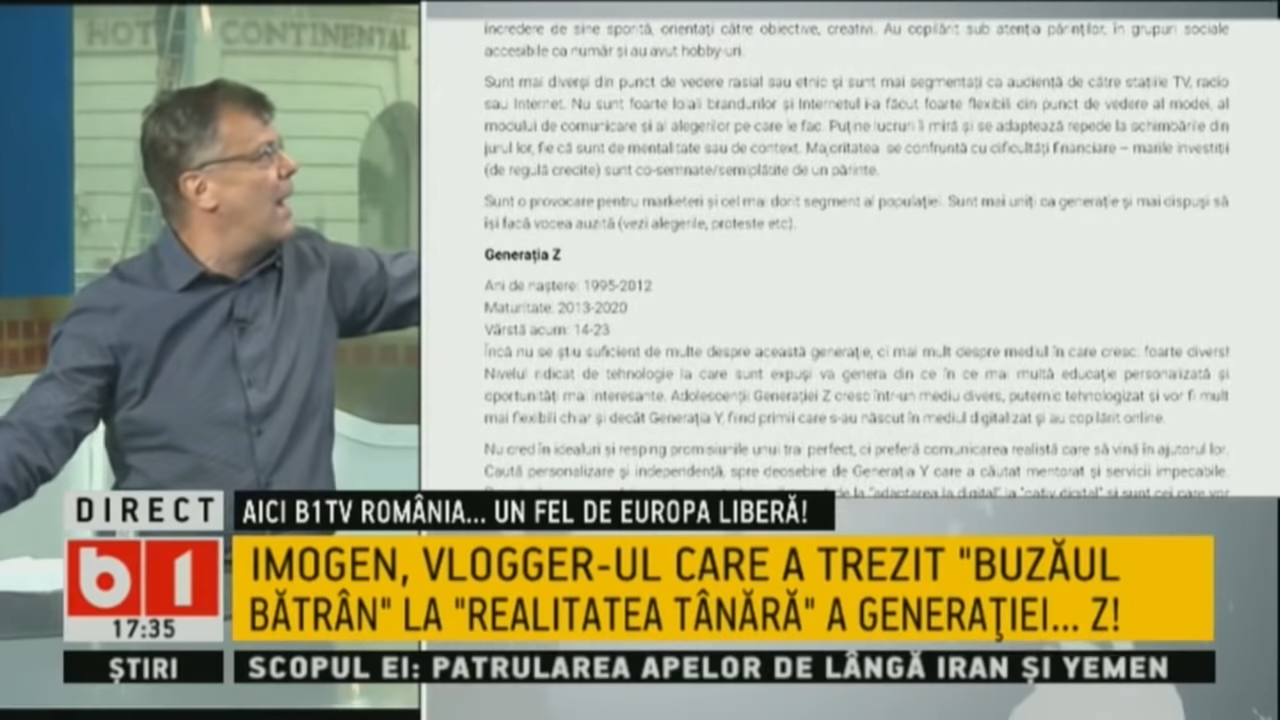 HOT CONTINENTAL
încredere de sine sporită, orientați către obiective, creativi. Au copilărit sub atenția părinților, în grupuri sociale
accesibile ca număr și au avut hobby-uri.
Sunt mai diverși din punct de vedere rasial sau etnic și sunt mai segmentați ca audiență de către stațiile TV, radio
sau Internet. Nu sunt foarte loiali brandurilor și Internetul i-a făcut foarte flexibili din punct de vedere al modei, al
modului de comunicare și al alegerilor pe care le fac. Puține lucruri îi miră și se adaptează repede la schimbările din
jurul lor, fie că sunt de mentalitate sau de context. Majoritatea se confruntă cu dificultăți financiare – marile investiții
(de regulă credite) sunt co-semnate/semiplătite de un părinte.
Sunt o provocare pentru marketeri și cel mai dorit segment al populației. Sunt mai uniți ca generație și mai dispuși să
își facă vocea auzită (vezi alegerile, proteste etc).
Generația Z
Ani de naștere: 1995-2012
Maturitate: 2013-2020
Vârstă acum: 14-23
Încă nu se știu suficient de multe despre această generație, ci mai mult despre mediul în care cresc: foarte divers!
Nivelul ridicat de tehnologie la care sunt expuși va genera din ce în ce mai multă educație personalizată și
oportunități mai interesante. Adolescenții Generației Z cresc într-un mediu divers, puternic tehnologizat și vor fi mult
mai flexibili chiar și decât Generația Y, fiind primii care s-au născut în mediul digitalizat și au copilărit online.
Nu cred în idealuri și resping promisiunile unui trai perfect, ci preferă comunicarea realistă care să vină în ajutorul lor.
Caută personalizare și independență, spre deosebire de Generația Y care a căutat mentorat și servicii impecabile.
de la "adaptarea la digital" la "nativ digital" și sunt cei care vor
DIRECT
AICI B1TV ROMÂNIA... UN FEL DE EUROPA LIBERĂ!
b1
IMOGEN, VLOGGER-UL CARE A TREZIT "BUZĂUL
BĂTRÂN" LA "REALITATEA TÂNĂRĂ" A GENERAŢIEI... Z!
17:35
ȘTIRI
SCOPUL EI: PATRULAREA APELOR DE LÂNGĂ IRAN ȘI YEMEN